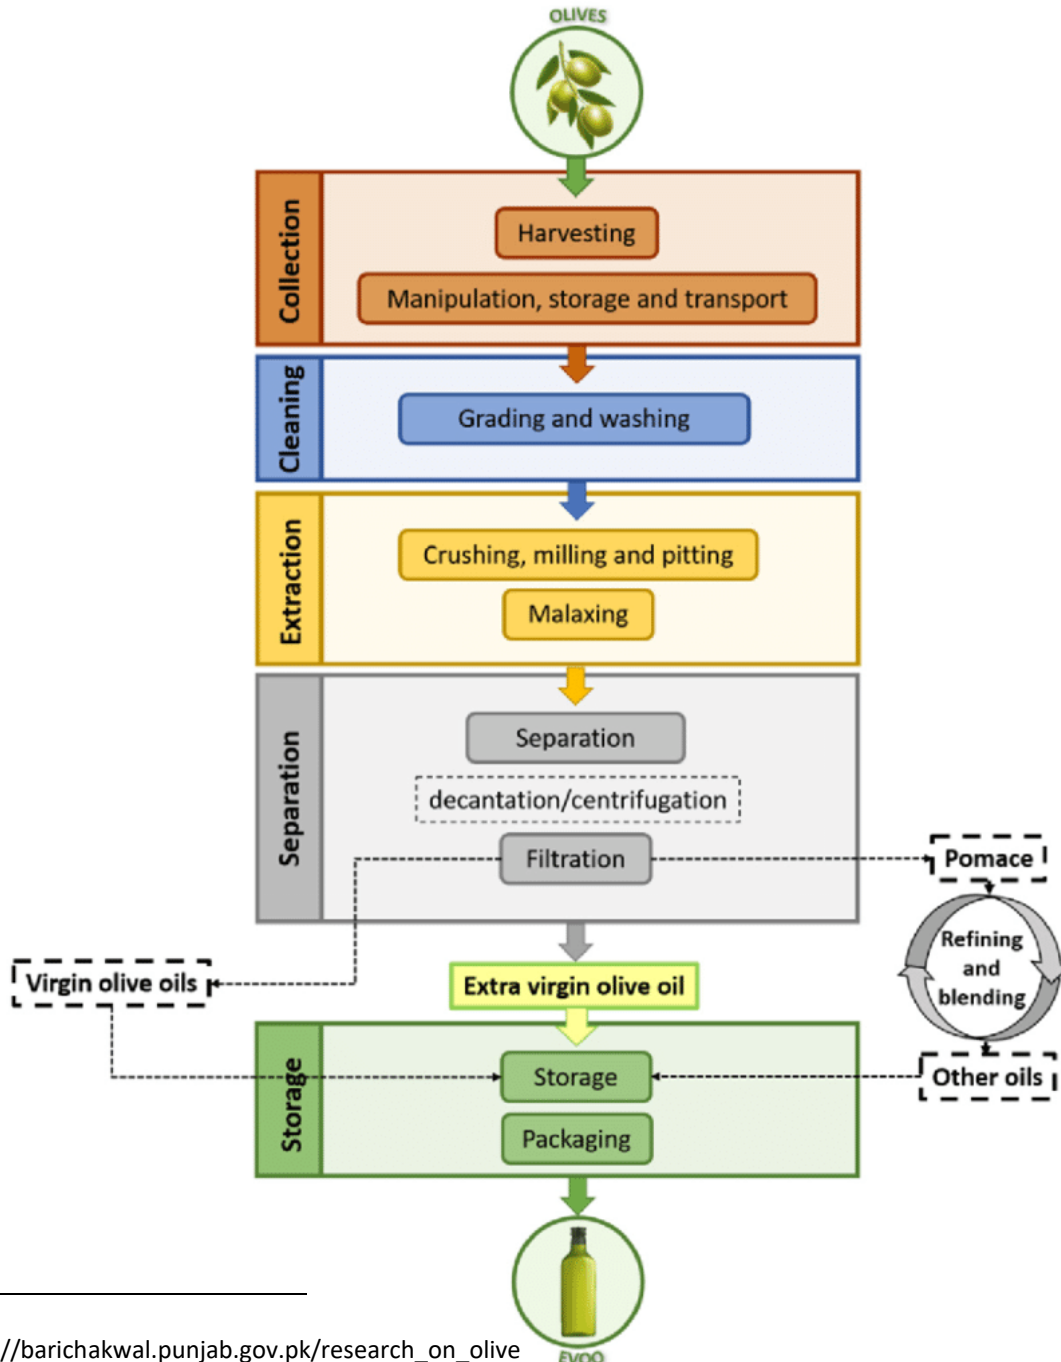 OLIVES
Collection
Harvesting
Manipulation, storage and transport
Cleaning
Grading and washing
Extraction
Crushing, milling and pitting
Malaxing
Separation
Separation
decantation/centrifugation
Filtration
Pomace
Refining
and
blending
Virgin olive oils
Extra virgin olive oil
Other oils
Storage
Storage
Packaging
EVOO
//barichakwal.punjab.gov.pk/research_on_olive